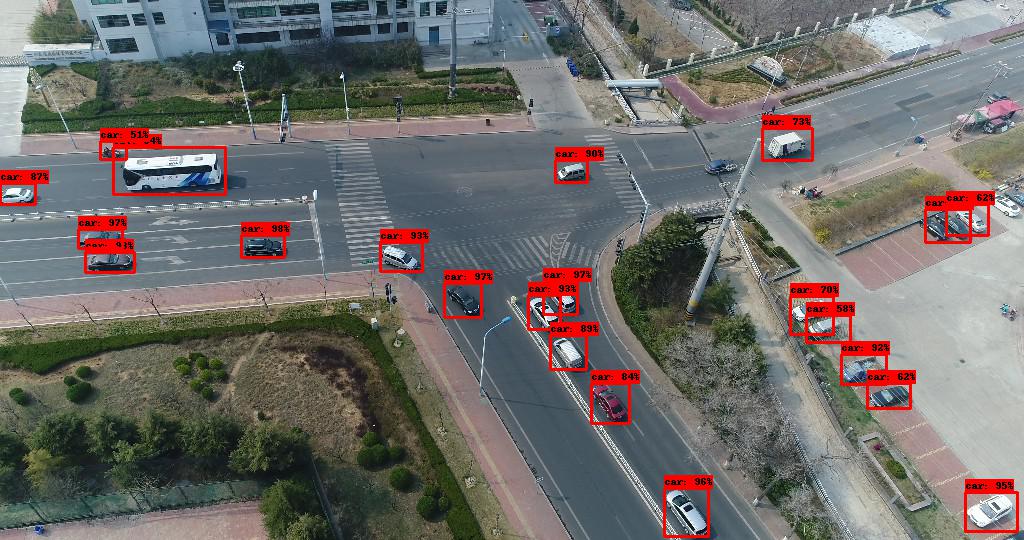 car: 51%
car: 87%
car: 97%
car: 98%
car: 93%
car: 97%
car: 97%
car: 93%
car: 89%
car: 84%
car: 96%
car: 90%
car: 73%
car: 62%
car: 70%
car: 58%
car: 92%
car: 62%
car: 95%